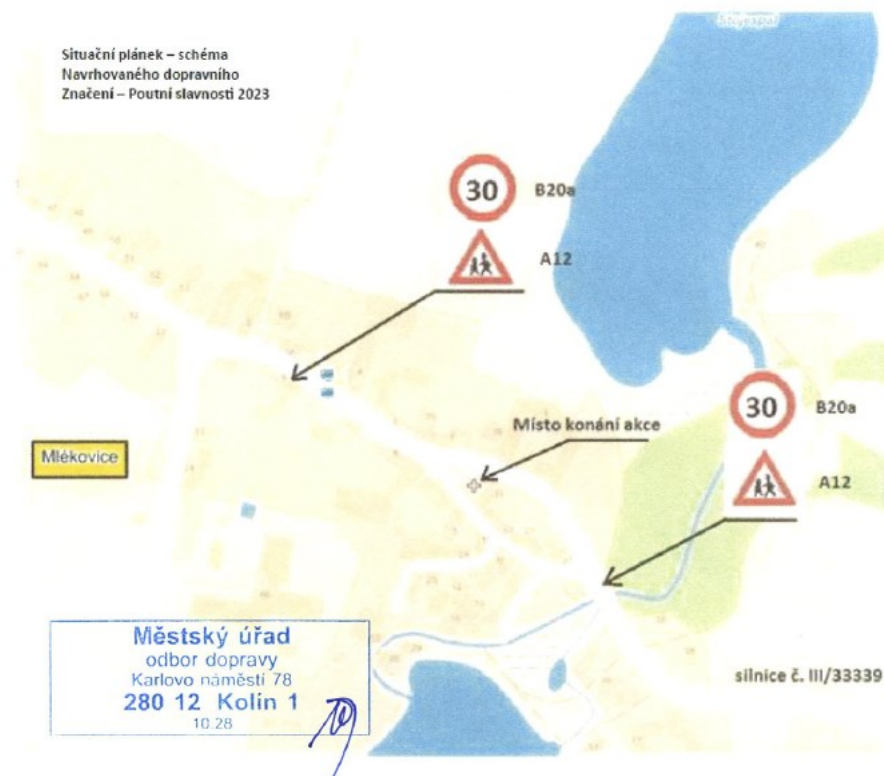 Situační plánek – schéma
Navrhovaného dopravního
Značení – Poutní slavnosti 2023
30
B20a
A12
30
B20a
Místo konání akce
Mlékovice
A12
Městský úřad
odbor dopravy
Karlovo náměstí 78
280 12 Kolín 1
10.28
silnice č. III/33339